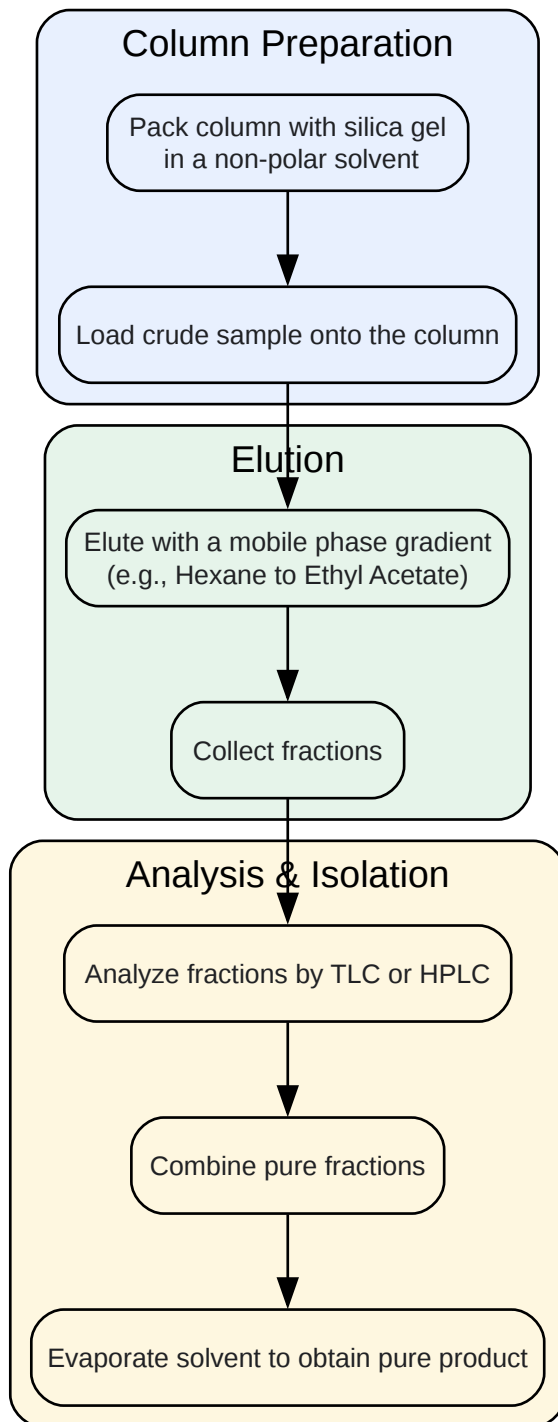 Column Preparation
Pack column with silica gel
in a non-polar solvent
Load crude sample onto the column
Elution
Elute with a mobile phase gradient
(e.g., Hexane to Ethyl Acetate)
Collect fractions
Analysis & Isolation
Analyze fractions by TLC or HPLC
Combine pure fractions
Evaporate solvent to obtain pure product